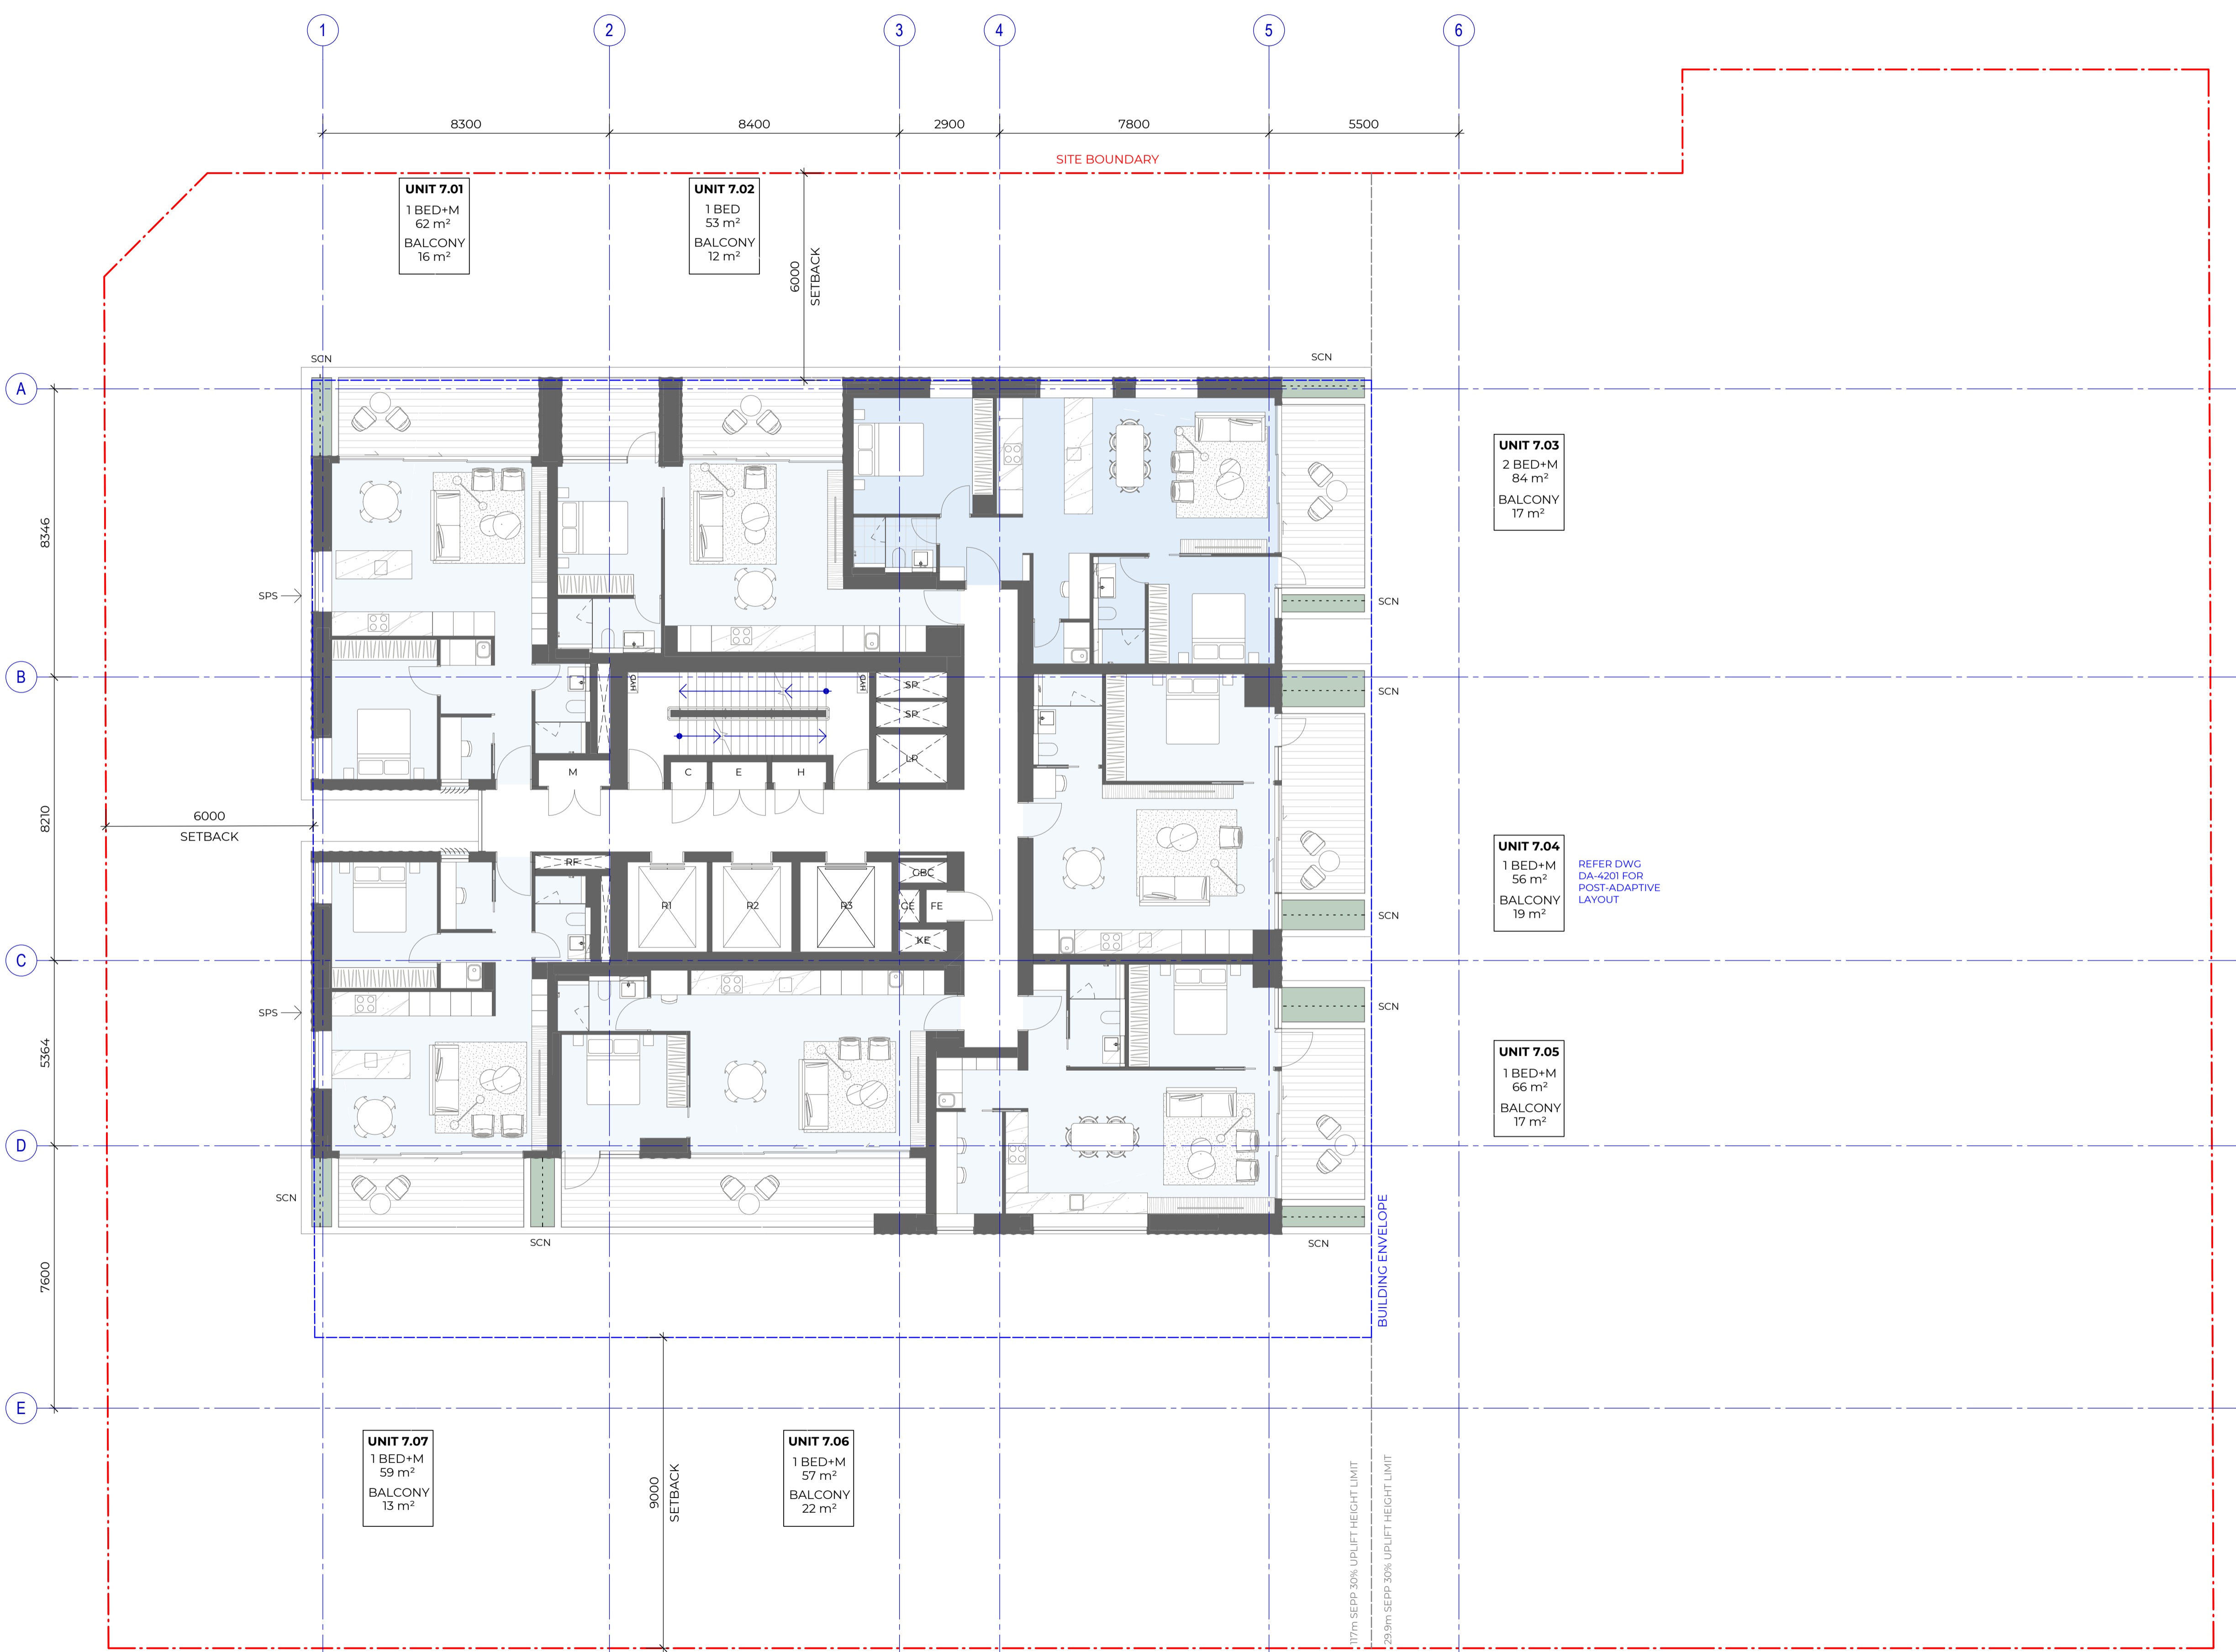 1
2
3
4
5
6
8300
8400
2900
7800
5500
SITE BOUNDARY
UNIT 7.01
1 BED+M
62 m²
BALCONY
16 m²
UNIT 7.02
1 BED
53 m²
BALCONY
12 m²
6000
SETBACK
SCN
SCN
A
UNIT 7.03
2 BED+M
84 m²
BALCONY
17 m²
8346
SPS
SCN
B
HYD
HYD
SP
SCN
SP
LR
M
C
E
H
8210
6000
SETBACK
UNIT 7.04
1 BED+M
56 m²
BALCONY
19 m²
REFER DWG
DA-4201 FOR
POST-ADAPTIVE
LAYOUT
RF
GBC
R1
R2
R3
GE
FE
SCN
KE
C
SPS
SCN
5364
UNIT 7.05
1 BED+M
66 m²
BALCONY
17 m²
D
SCN
SCN
SCN
BUILDING ENVELOPE
7600
E
UNIT 7.07
1 BED+M
59 m²
BALCONY
13 m²
9000
SETBACK
UNIT 7.06
1 BED+M
57 m²
BALCONY
22 m²
117m SEPP 30% UPLIFT HEIGHT LIMIT
29.9m SEPP 30% UPLIFT HEIGHT LIMIT